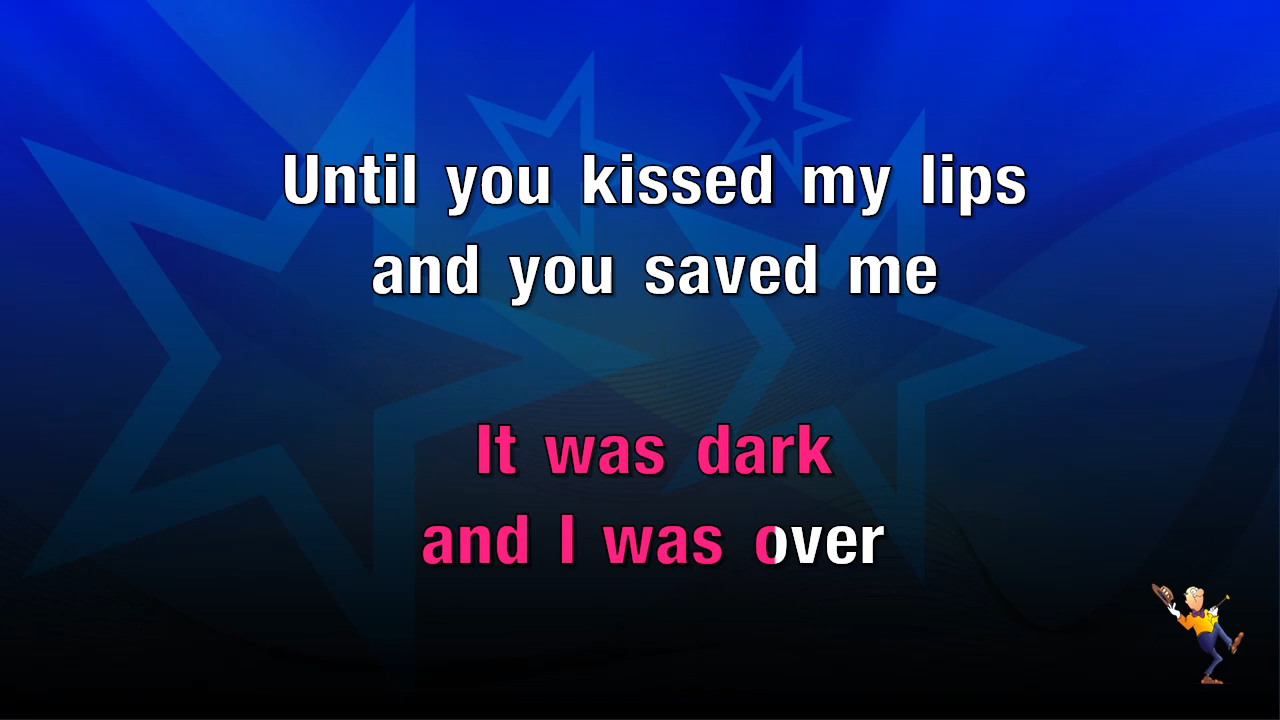 Until you kissed my lips
and you saved me
It was dark
and I was over